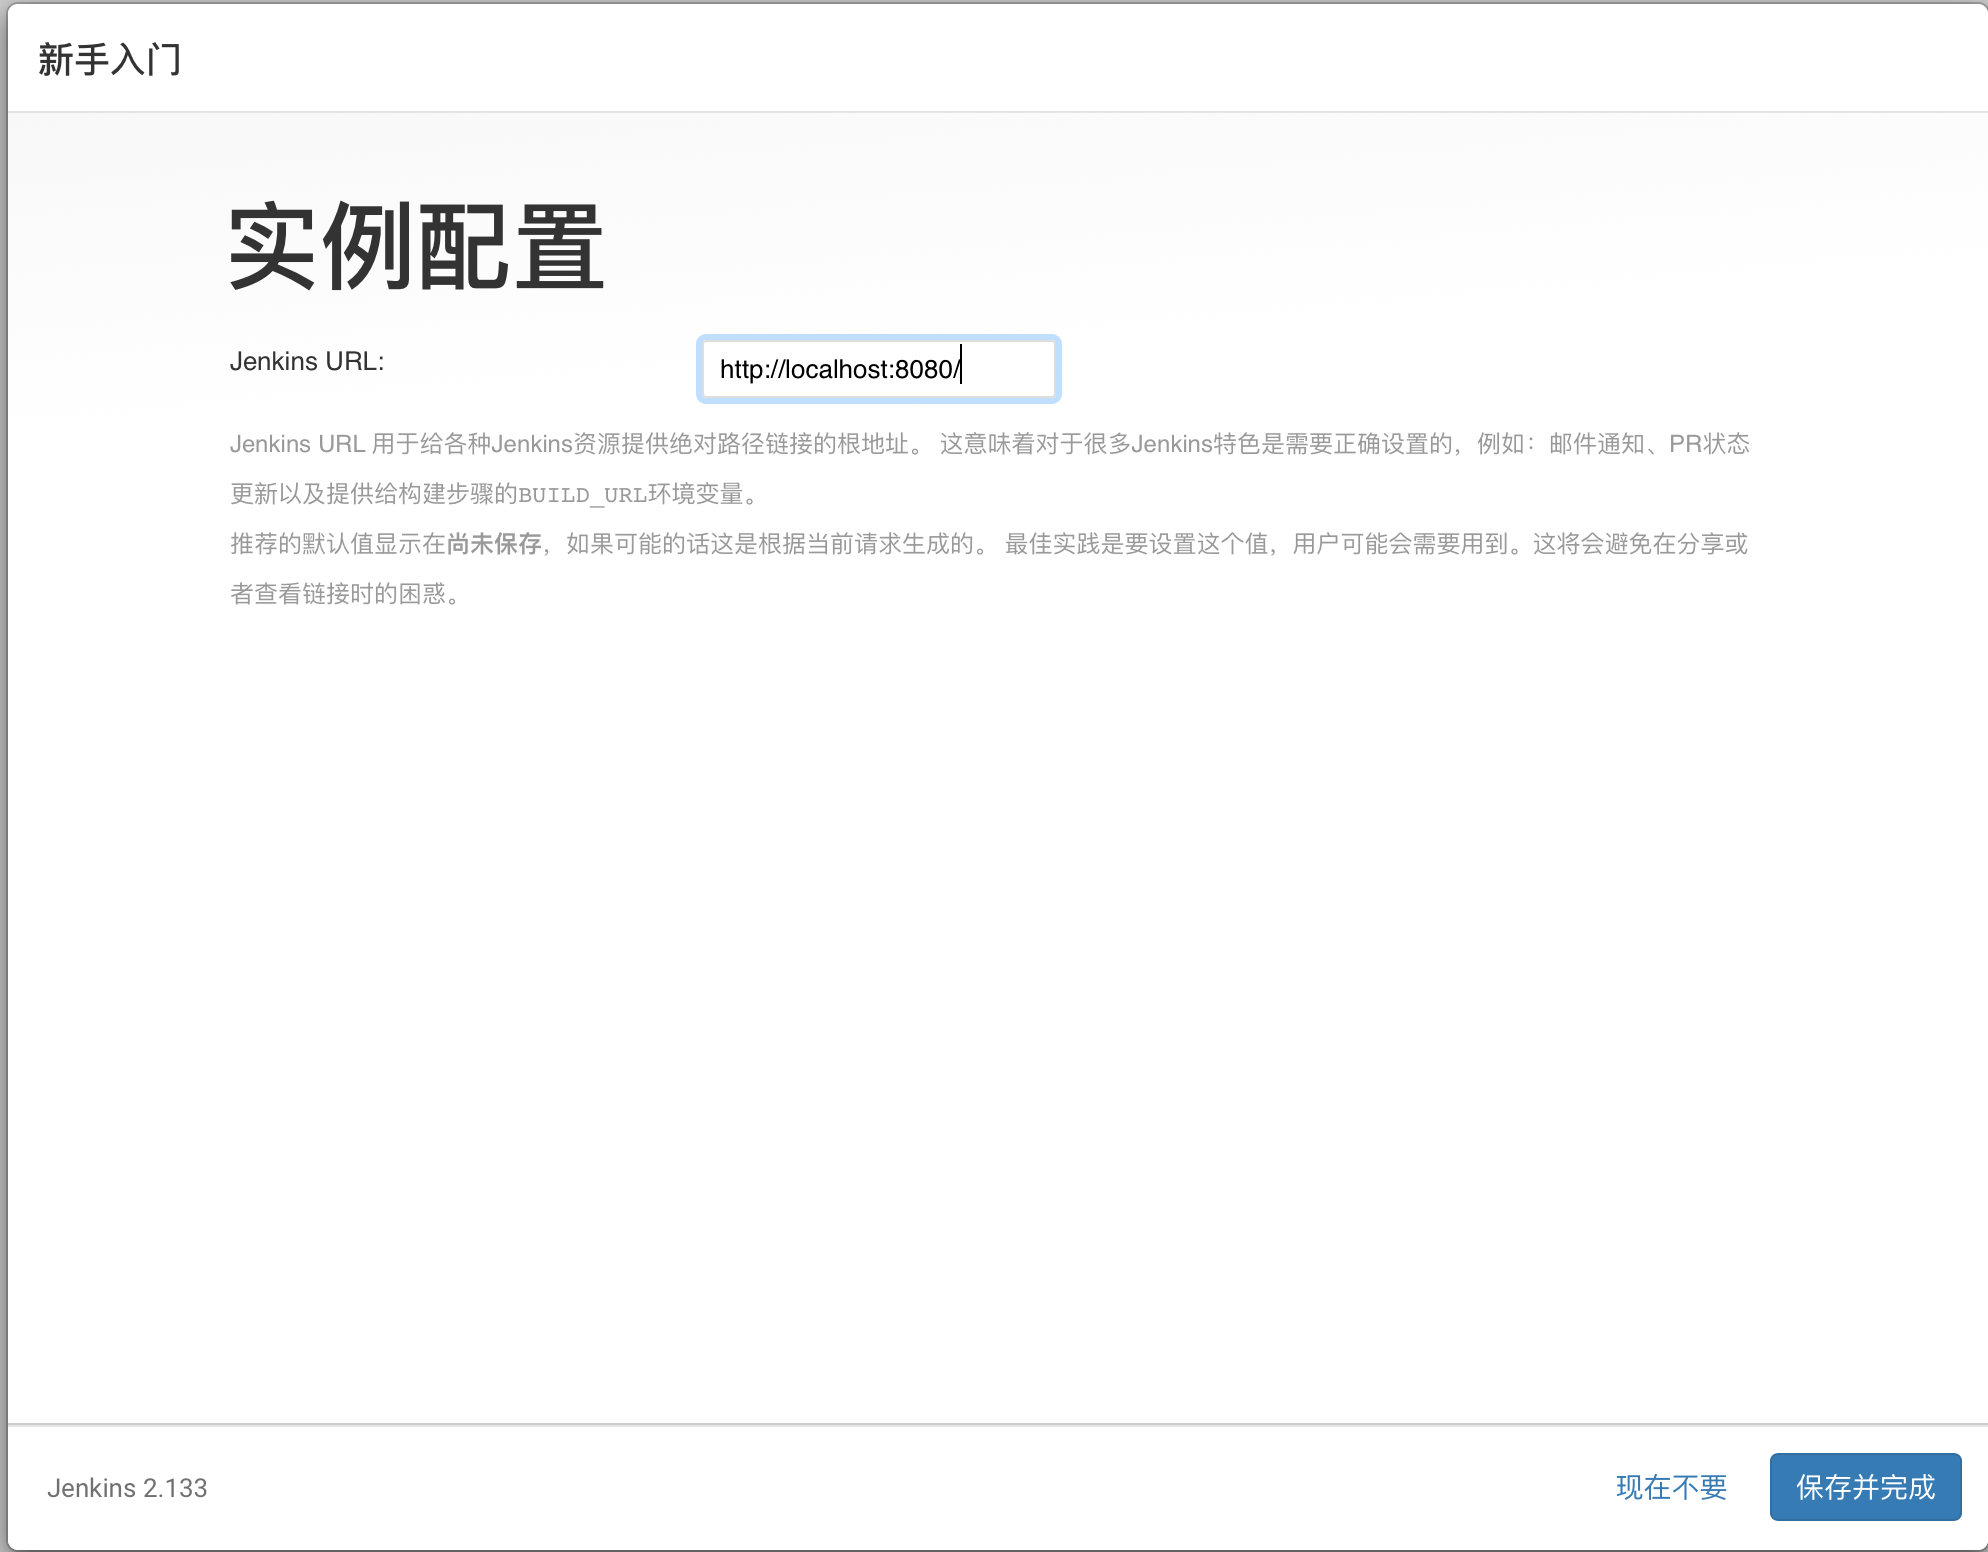 新手入门
实例配置
Jenkins URL:
http://localhost:8080/
Jenkins URL 用于给各种Jenkins资源提供绝对路径链接的根地址。 这意味着对于很多Jenkins特色是需要正确设置的，例如：邮件通知、PR状态
更新以及提供给构建步骤的BUILD_URL环境变量。
推荐的默认值显示在尚未保存，如果可能的话这是根据当前请求生成的。 最佳实践是要设置这个值，用户可能会需要用到。这将会避免在分享或
者查看链接时的困惑。
Jenkins 2.133
现在不要
保存并完成